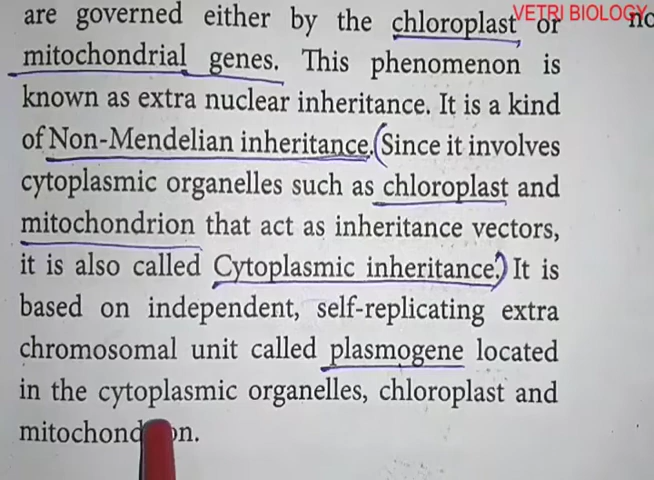 are governed either by the chloroplast or
VETRI BIOLOGY
mitochondrial genes. This phenomenon is
known as extra nuclear inheritance. It is a kind
of Non-Mendelian inheritance. (Since it involves
cytoplasmic organelles such as chloroplast and
mitochondrion that act as inheritance vectors,
it is also called Cytoplasmic inheritance.) It is
based on independent, self-replicating extra
chromosomal unit called plasmogene located
in the cytoplasmic organelles, chloroplast and